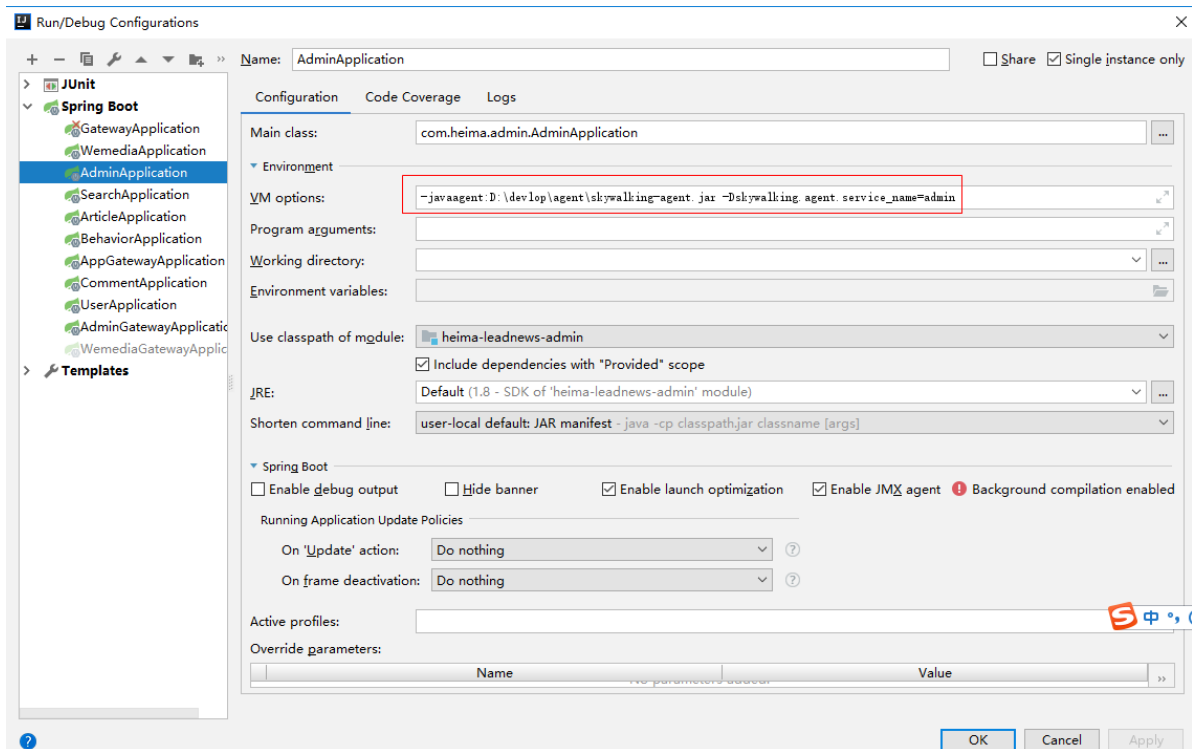 Run/Debug Configurations
Name: AdminApplication
Share
Single instance only
JUnit
Spring Boot
GatewayApplication
WemediaApplication
AdminApplication
SearchApplication
ArticleApplication
BehaviorApplication
AppGatewayApplication
CommentApplication
UserApplication
AdminGatewayApplicatic
WemediaGatewayApplic
Templates
Configuration Code Coverage Logs
Main class: com.heima.admin.AdminApplication ...
Environment
VM options: -javaagent:D:\devlop\agent\skywalking-agent.jar -Dskywalking.agent.service_name=admin
Program arguments:
Working directory: ...
Environment variables:
Use classpath of module: heima-leadnews-admin
Include dependencies with "Provided" scope
JRE: Default (1.8 - SDK of 'heima-leadnews-admin' module) ...
Shorten command line: user-local default: JAR manifest - java -cp classpath.jar classname [args]
Spring Boot
Enable debug output Hide banner Enable launch optimization Enable JMX agent Background compilation enabled
Running Application Update Policies
On 'Update' action: Do nothing
On frame deactivation: Do nothing
Active profiles:
中
Override parameters:
Name Value
No parameters added.
OK Cancel Apply